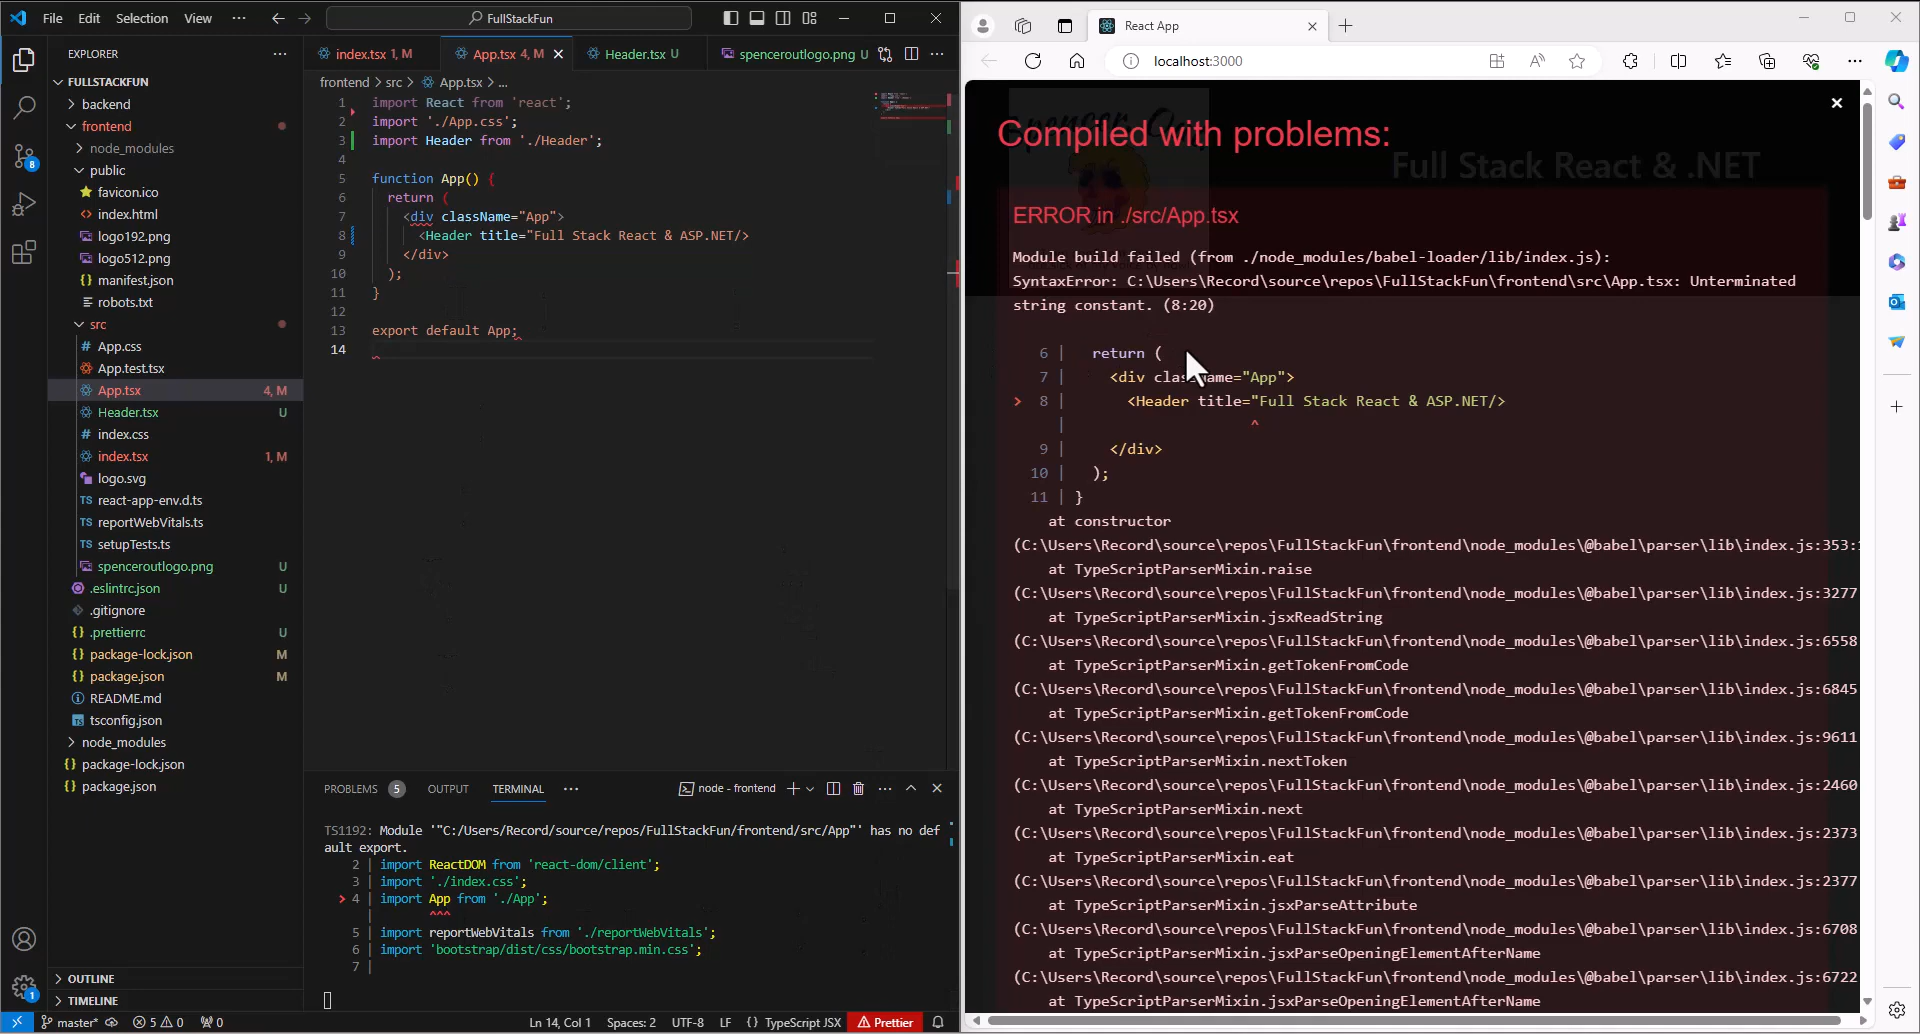 File Edit Selection View ··· FullStackFun
EXPLORER
FULLSTACKFUN
backend
frontend
node_modules
public
favicon.ico
index.html
logo192.png
logo512.png
manifest.json
robots.txt
src
App.css
App.test.tsx
App.tsx 4, M
Header.tsx U
index.css
index.tsx 1, M
logo.svg
TS react-app-env.d.ts
TS reportWebVitals.ts
TS setupTests.ts
spenceroutlogo.png U
.eslintrc.json U
.gitignore
.prettierrc U
package-lock.json M
package.json M
README.md
tsconfig.json
node_modules
package-lock.json
package.json
OUTLINE
TIMELINE
8
1
index.tsx 1, M App.tsx 4, M Header.tsx U spenceroutlogo.png U
frontend > src > App.tsx > ...
1 import React from 'react';
2 import './App.css';
3 import Header from './Header';
4
5 function App() {
6 return (
7 <div className="App">
8 <Header title="Full Stack React & ASP.NET/>
9 </div>
10 );
11 }
12
13 export default App;
14
PROBLEMS 5 OUTPUT TERMINAL ··· node - frontend
TS1192: Module '"C:/Users/Record/source/repos/FullStackFun/frontend/src/App"' has no def
ault export.
2 | import ReactDOM from 'react-dom/client';
3 | import './index.css';
> 4 | import App from './App';
| ^^^
5 | import reportWebVitals from './reportWebVitals';
6 | import 'bootstrap/dist/css/bootstrap.min.css';
7 |
master* 5 0 0 Ln 14, Col 1 Spaces: 2 UTF-8 LF {} TypeScript JSX Prettier
React App
localhost:3000
Compiled with problems:
Full Stack React & .NET
ERROR in ./src/App.tsx
Module build failed (from ./node_modules/babel-loader/lib/index.js):
SyntaxError: C:\Users\Record\source\repos\FullStackFun\frontend\src\App.tsx: Unterminated
string constant. (8:20)
6 | return (
7 | <div className="App">
> 8 | <Header title="Full Stack React & ASP.NET/>
| ^
9 | </div>
10 | );
11 | }
at constructor
(C:\Users\Record\source\repos\FullStackFun\frontend\node_modules\@babel\parser\lib\index.js:353:
at TypeScriptParserMixin.raise
(C:\Users\Record\source\repos\FullStackFun\frontend\node_modules\@babel\parser\lib\index.js:3277
at TypeScriptParserMixin.jsxReadString
(C:\Users\Record\source\repos\FullStackFun\frontend\node_modules\@babel\parser\lib\index.js:6558
at TypeScriptParserMixin.getTokenFromCode
(C:\Users\Record\source\repos\FullStackFun\frontend\node_modules\@babel\parser\lib\index.js:6845
at TypeScriptParserMixin.getTokenFromCode
(C:\Users\Record\source\repos\FullStackFun\frontend\node_modules\@babel\parser\lib\index.js:9611
at TypeScriptParserMixin.nextToken
(C:\Users\Record\source\repos\FullStackFun\frontend\node_modules\@babel\parser\lib\index.js:2460
at TypeScriptParserMixin.next
(C:\Users\Record\source\repos\FullStackFun\frontend\node_modules\@babel\parser\lib\index.js:2373
at TypeScriptParserMixin.eat
(C:\Users\Record\source\repos\FullStackFun\frontend\node_modules\@babel\parser\lib\index.js:2377
at TypeScriptParserMixin.jsxParseAttribute
(C:\Users\Record\source\repos\FullStackFun\frontend\node_modules\@babel\parser\lib\index.js:6708
at TypeScriptParserMixin.jsxParseOpeningElementAfterName
(C:\Users\Record\source\repos\FullStackFun\frontend\node_modules\@babel\parser\lib\index.js:6722
at TypeScriptParserMixin.jsxParseOpeningElementAfterName